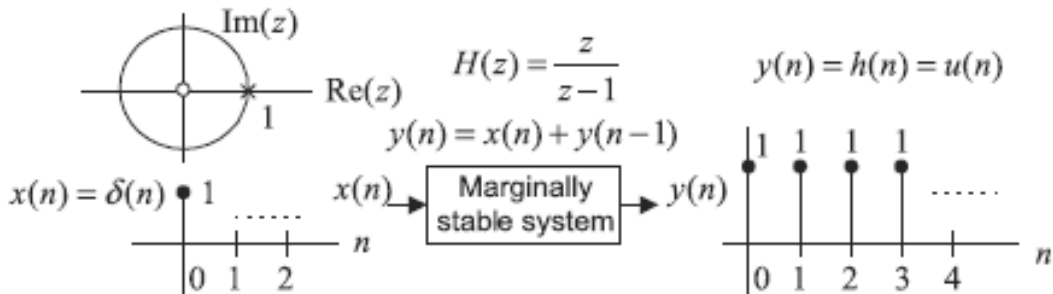 Im(z)
Re(z)
1
H(z) = z / (z − 1)
y(n) = h(n) = u(n)
y(n) = x(n) + y(n−1)
x(n) = δ(n)
1
n
0 1 2
x(n)
Marginally
stable system
y(n)
1 1 1 1
n
0 1 2 3 4